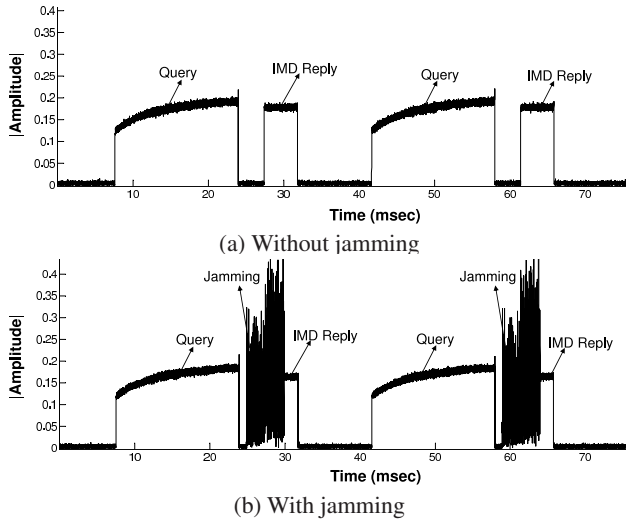 0.4
0.35
0.3
0.25
0.2
0.15
0.1
0.05
0
|Amplitude|
Query
IMD Reply
Query
IMD Reply
10 20 30 40 50 60 70
Time (msec)
(a) Without jamming
0.4
0.35
0.3
0.25
0.2
0.15
0.1
0.05
0
|Amplitude|
Jamming
Query
IMD Reply
Jamming
Query
IMD Reply
10 20 30 40 50 60 70
Time (msec)
(b) With jamming